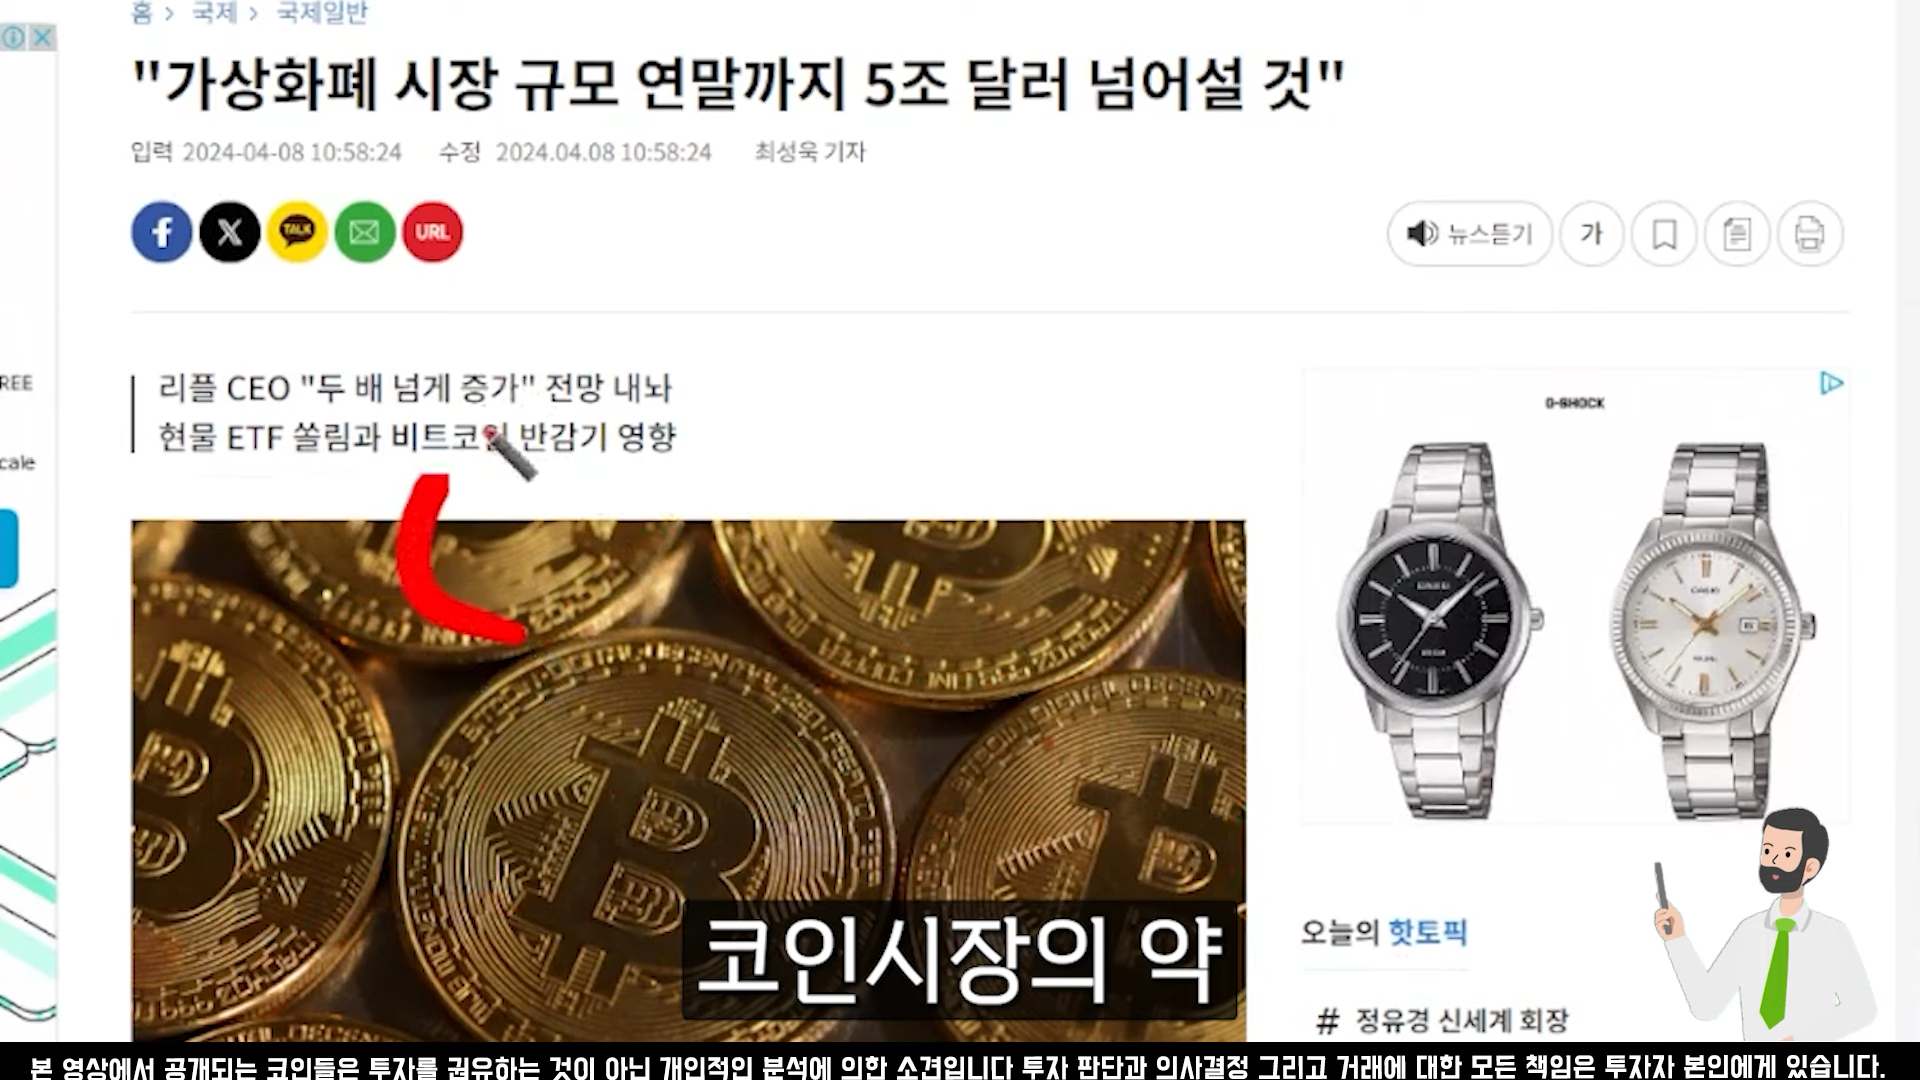 홈 > 국제 > 국제일반
"가상화폐 시장 규모 연말까지 5조 달러 넘어설 것"
입력 2024-04-08 10:58:24 수정 2024.04.08 10:58:24 최성욱 기자
TALK URL
뉴스듣기 가
리플 CEO "두 배 넘게 증가" 전망 내놔
현물 ETF 쏠림과 비트코인 반감기 영향
REE
cale
G-SHOCK
CASIO
CASIO
오늘의 핫토픽
# 정유경 신세계 회장
코인시장의 약
본 영상에서 공개되는 코인들은 투자를 권유하는 것이 아닌 개인적인 분석에 의한 소견입니다 투자 판단과 의사결정 그리고 거래에 대한 모든 책임은 투자자 본인에게 있습니다.